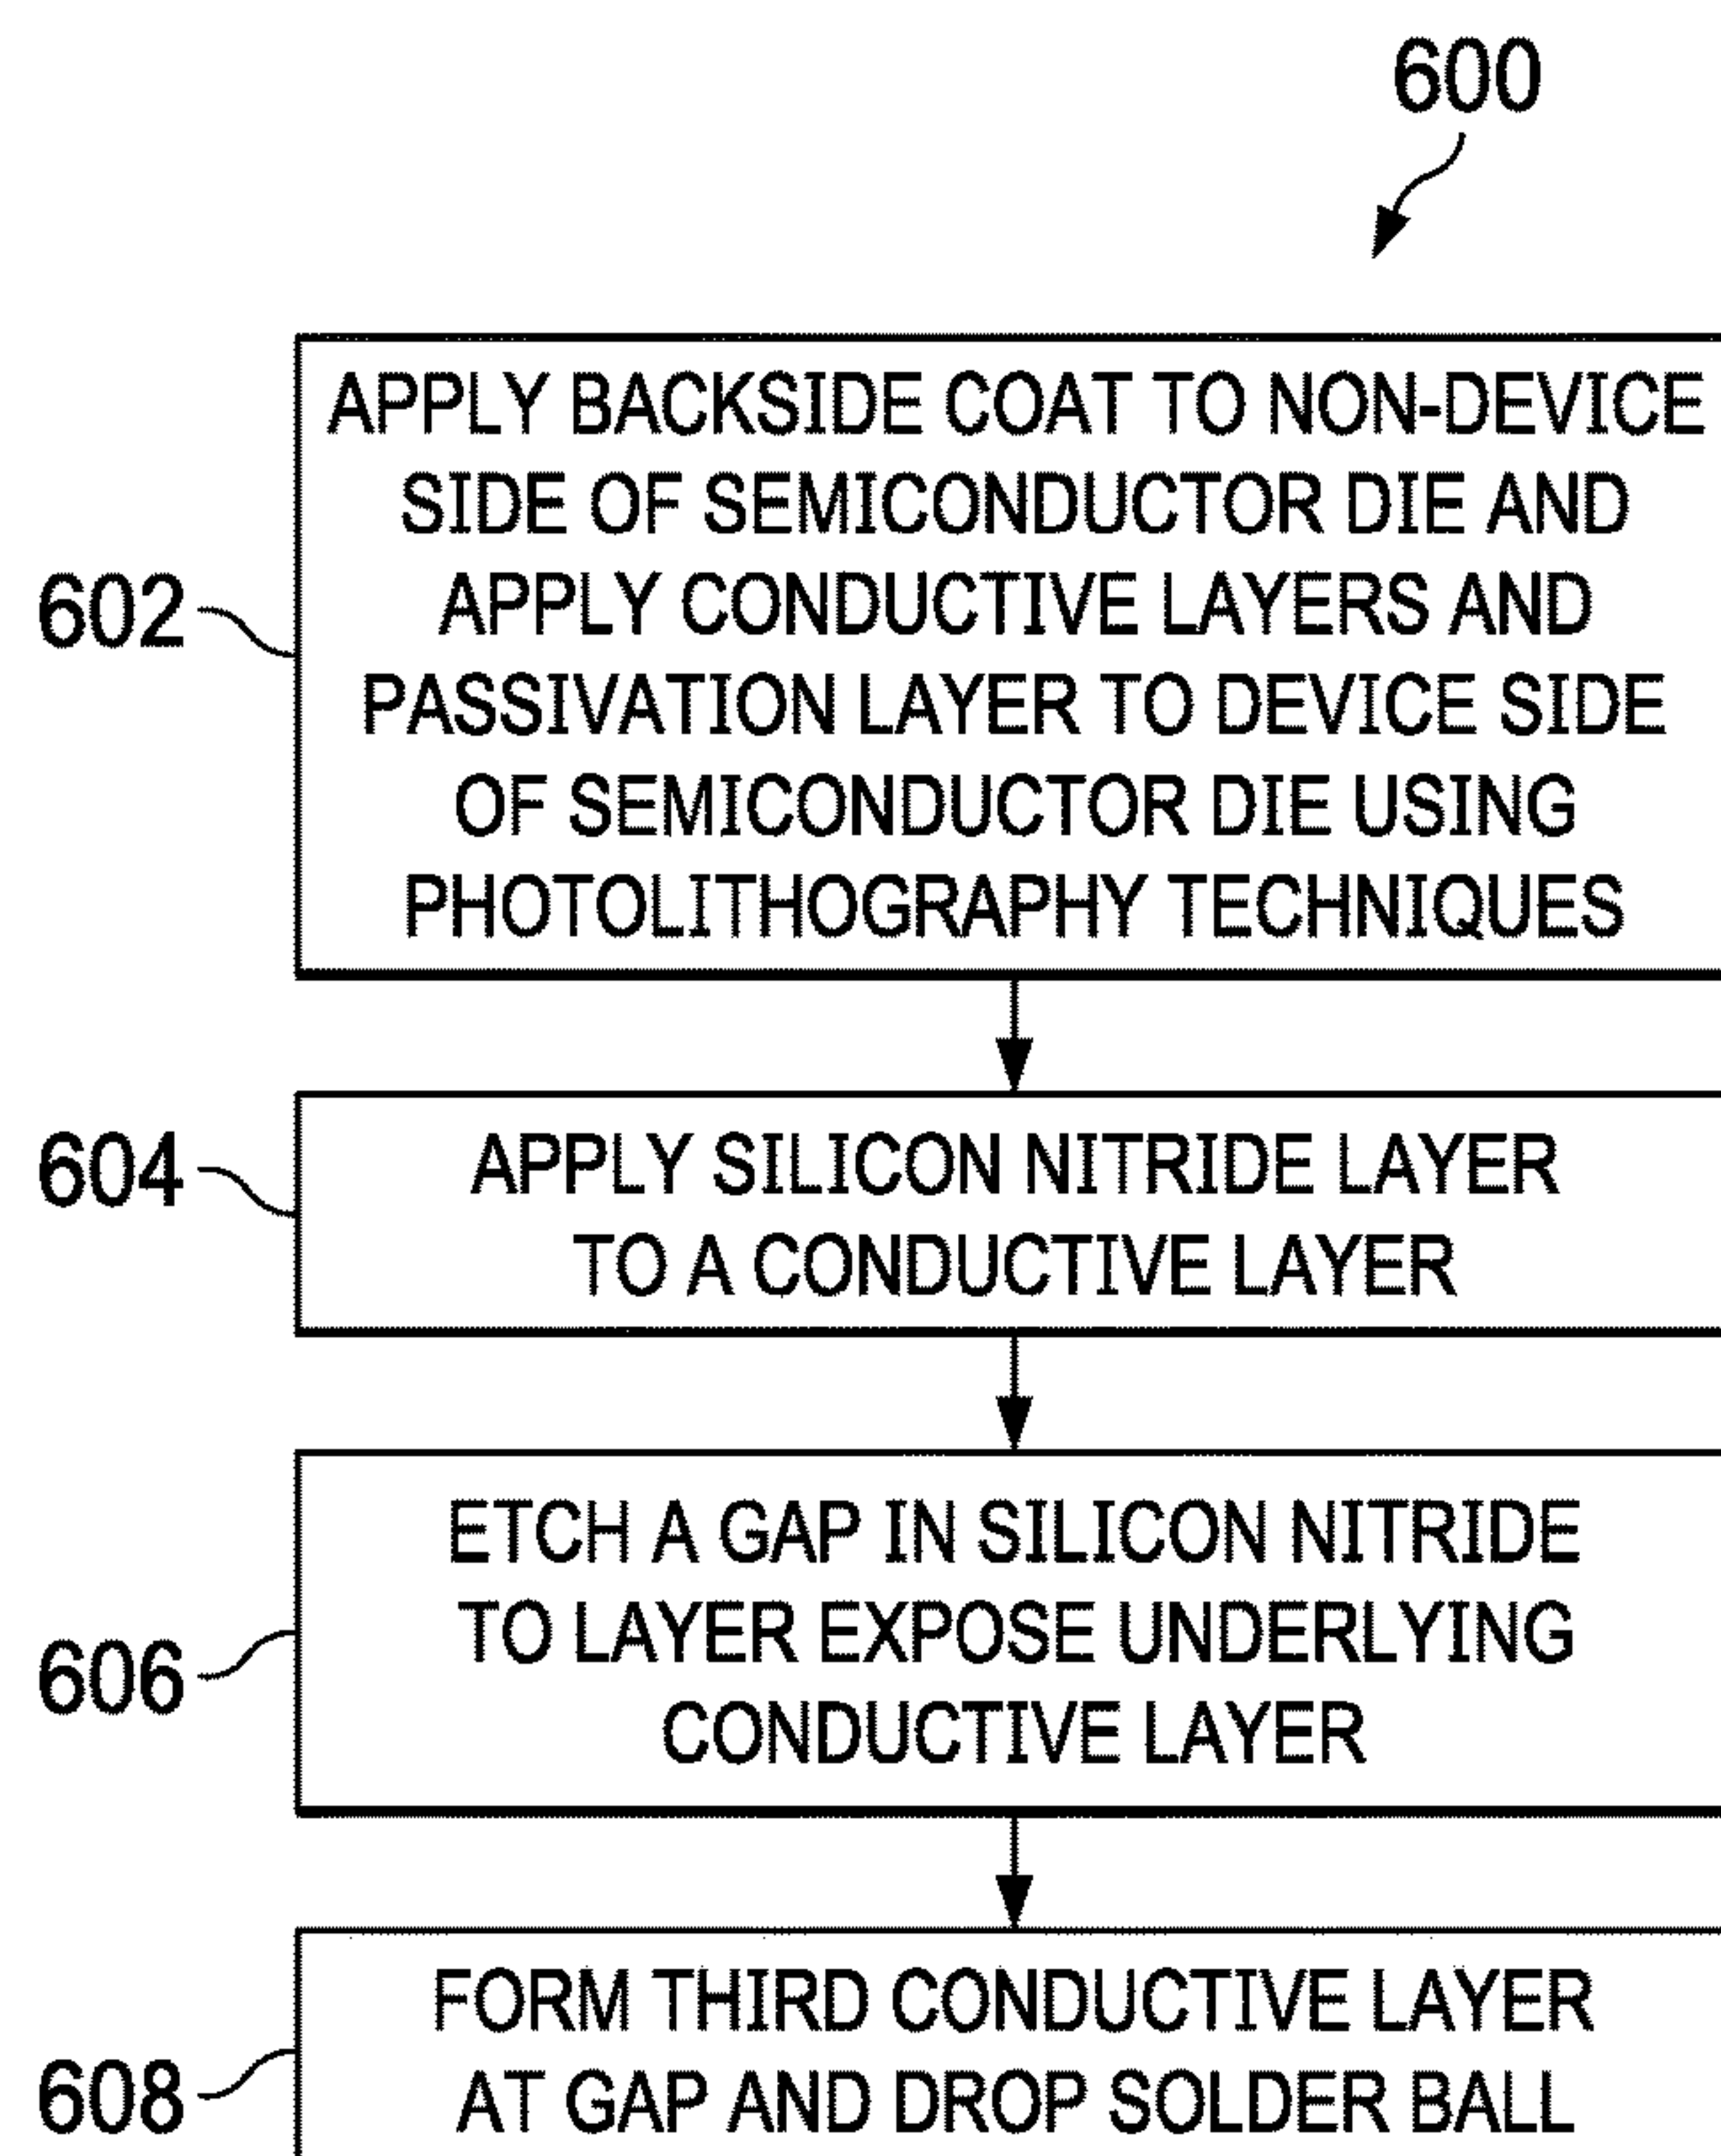 600
602
APPLY BACKSIDE COAT TO NON-DEVICE
SIDE OF SEMICONDUCTOR DIE AND
APPLY CONDUCTIVE LAYERS AND
PASSIVATION LAYER TO DEVICE SIDE
OF SEMICONDUCTOR DIE USING
PHOTOLITHOGRAPHY TECHNIQUES
604
APPLY SILICON NITRIDE LAYER
TO A CONDUCTIVE LAYER
606
ETCH A GAP IN SILICON NITRIDE
TO LAYER EXPOSE UNDERLYING
CONDUCTIVE LAYER
608
FORM THIRD CONDUCTIVE LAYER
AT GAP AND DROP SOLDER BALL